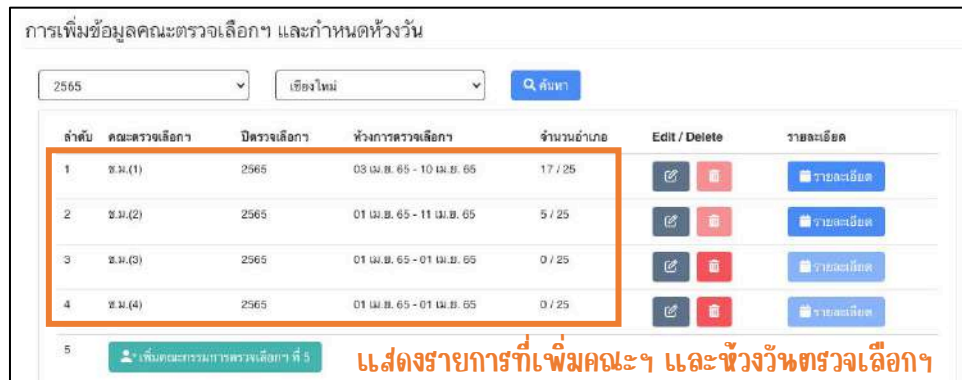 การเพิ่มข้อมูลคณะตรวจเลือกฯ และกำหนดห้วงวัน
2565 เชียงใหม่ ค้นหา
ลำดับ คณะตรวจเลือกฯ ปีตรวจเลือกฯ ห้วงการตรวจเลือกฯ จำนวนอำเภอ Edit / Delete รายละเอียด
1 ช.ม.(1) 2565 03 เม.ย. 65 - 10 เม.ย. 65 17 / 25 รายละเอียด
2 ช.ม.(2) 2565 01 เม.ย. 65 - 11 เม.ย. 65 5 / 25 รายละเอียด
3 ช.ม.(3) 2565 01 เม.ย. 65 - 01 เม.ย. 65 0 / 25 รายละเอียด
4 ช.ม.(4) 2565 01 เม.ย. 65 - 01 เม.ย. 65 0 / 25 รายละเอียด
5 เพิ่มคณะกรรมการตรวจเลือกฯ ที่ 5
แสดงรายการที่เพิ่มคณะฯ และห้วงวันตรวจเลือกฯ